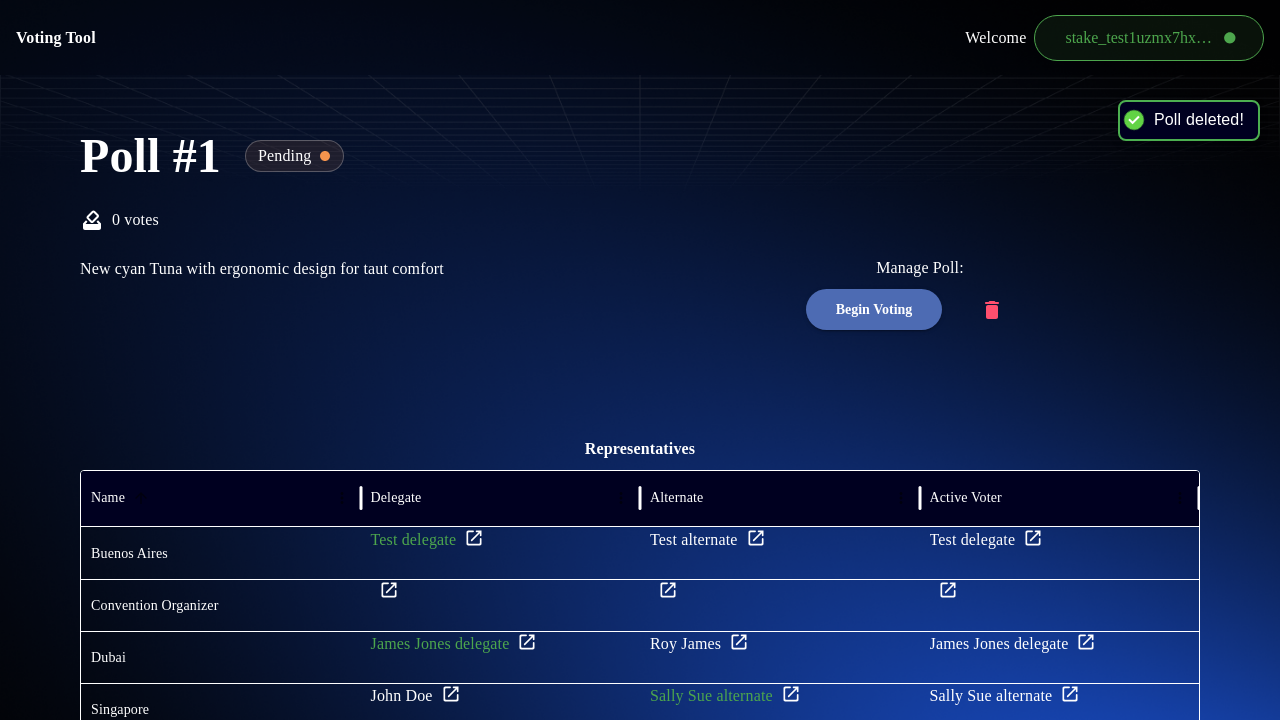 Voting Tool
Welcome
stake_test1uzmx7hx…
Poll deleted!
Poll #1
Pending
0 votes
New cyan Tuna with ergonomic design for taut comfort
Manage Poll:
Begin Voting
Representatives
Name Delegate Alternate Active Voter
Buenos Aires Test delegate Test alternate Test delegate
Convention Organizer
Dubai James Jones delegate Roy James James Jones delegate
Singapore John Doe Sally Sue alternate Sally Sue alternate